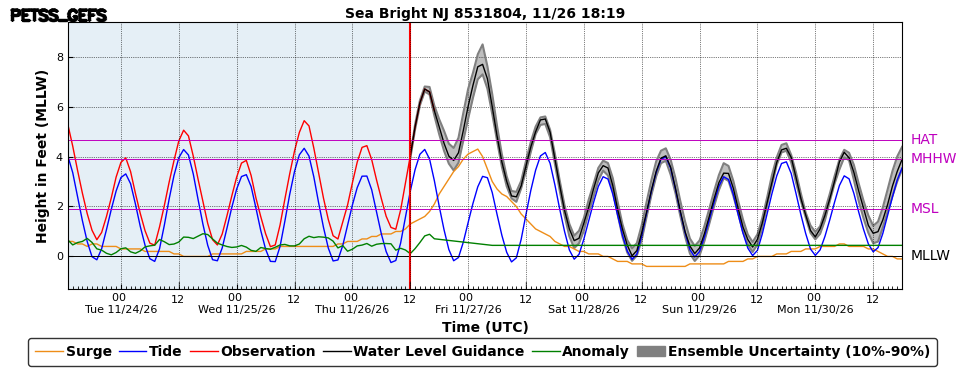 PETSS_GEFS
Sea Bright NJ 8531804, 11/26 18:19
Height in Feet (MLLW)
8
6
4
2
0
HAT
MHHW
MSL
MLLW
00 12 00 12 00 12 00 12 00 12 00 12 00 12
Tue 11/24/26 Wed 11/25/26 Thu 11/26/26 Fri 11/27/26 Sat 11/28/26 Sun 11/29/26 Mon 11/30/26
Time (UTC)
Surge Tide Observation Water Level Guidance Anomaly Ensemble Uncertainty (10%-90%)